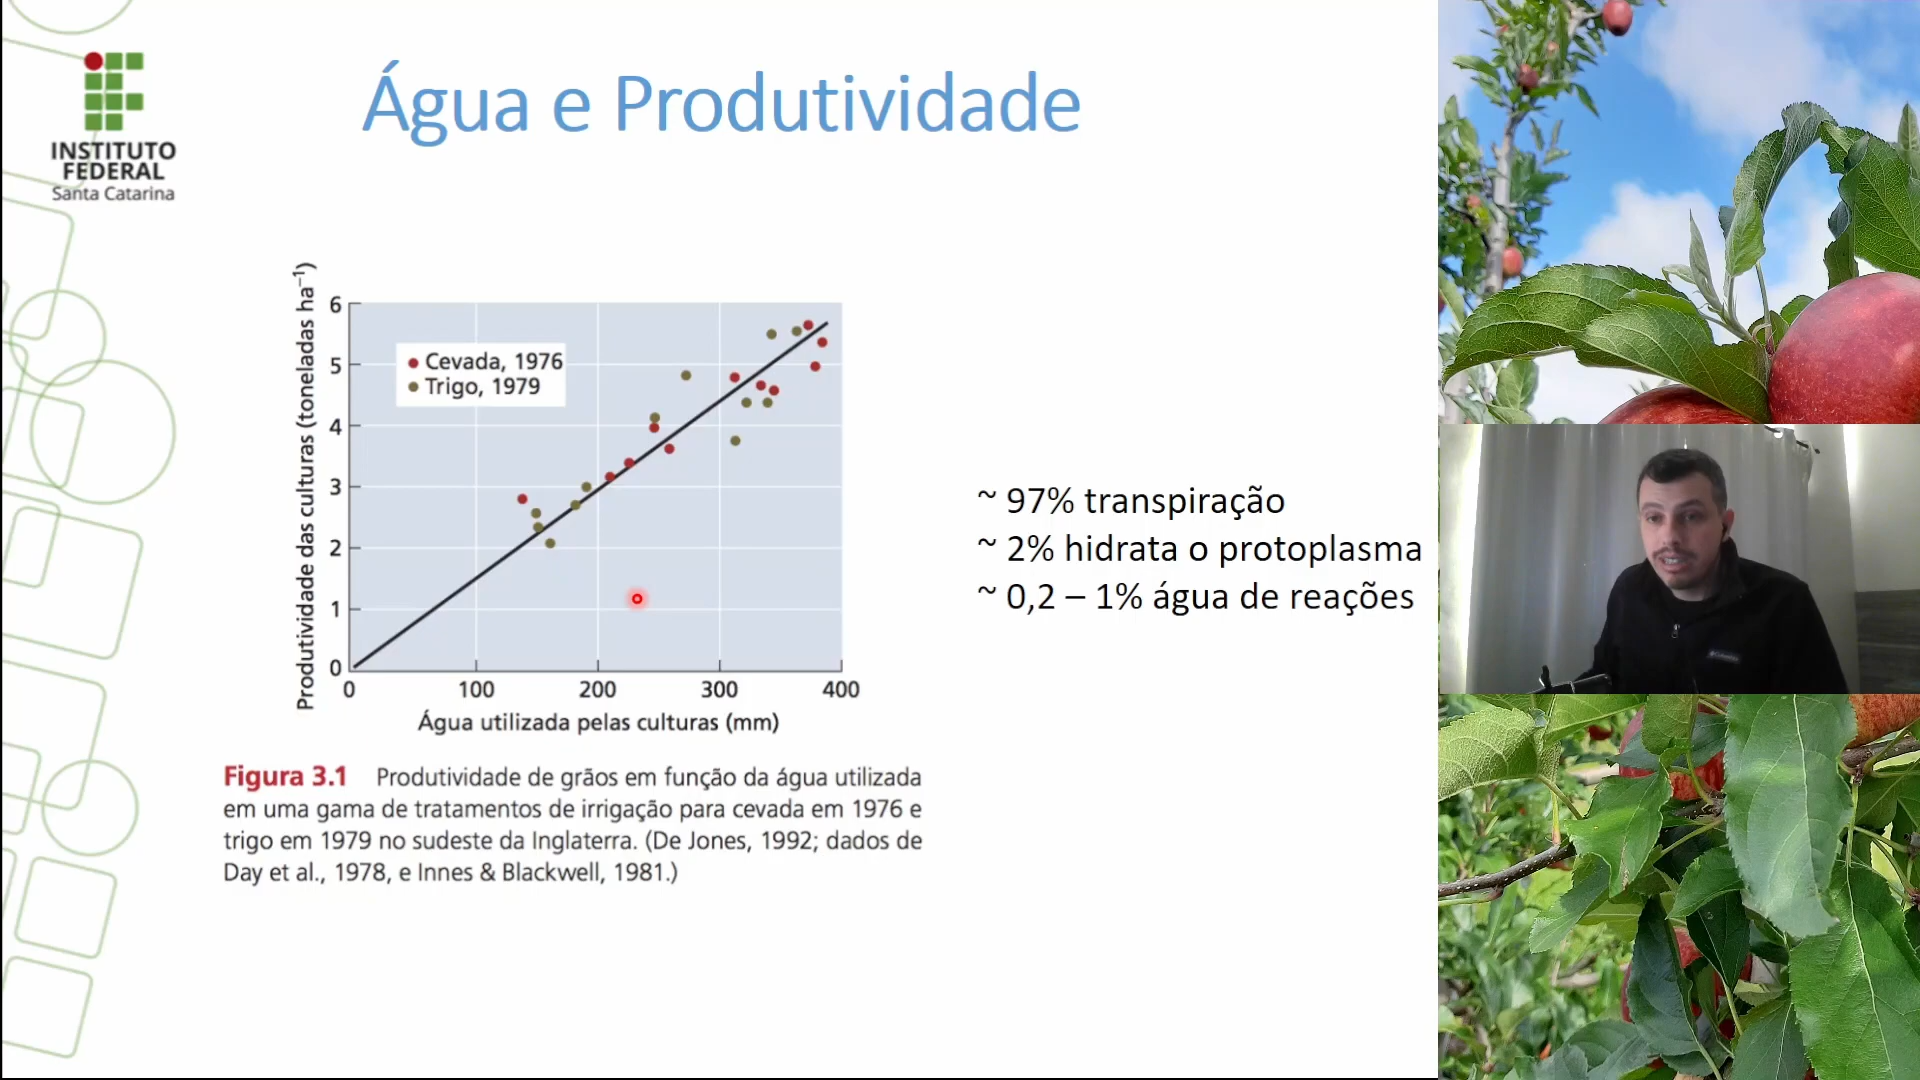 INSTITUTO
FEDERAL
Santa Catarina
Água e Produtividade
Produtividade das culturas (toneladas ha⁻¹)
6
5
4
3
2
1
0
Cevada, 1976
Trigo, 1979
0 100 200 300 400
Água utilizada pelas culturas (mm)
Figura 3.1 Produtividade de grãos em função da água utilizada
em uma gama de tratamentos de irrigação para cevada em 1976 e
trigo em 1979 no sudeste da Inglaterra. (De Jones, 1992; dados de
Day et al., 1978, e Innes & Blackwell, 1981.)
~ 97% transpiração
~ 2% hidrata o protoplasma
~ 0,2 – 1% água de reações